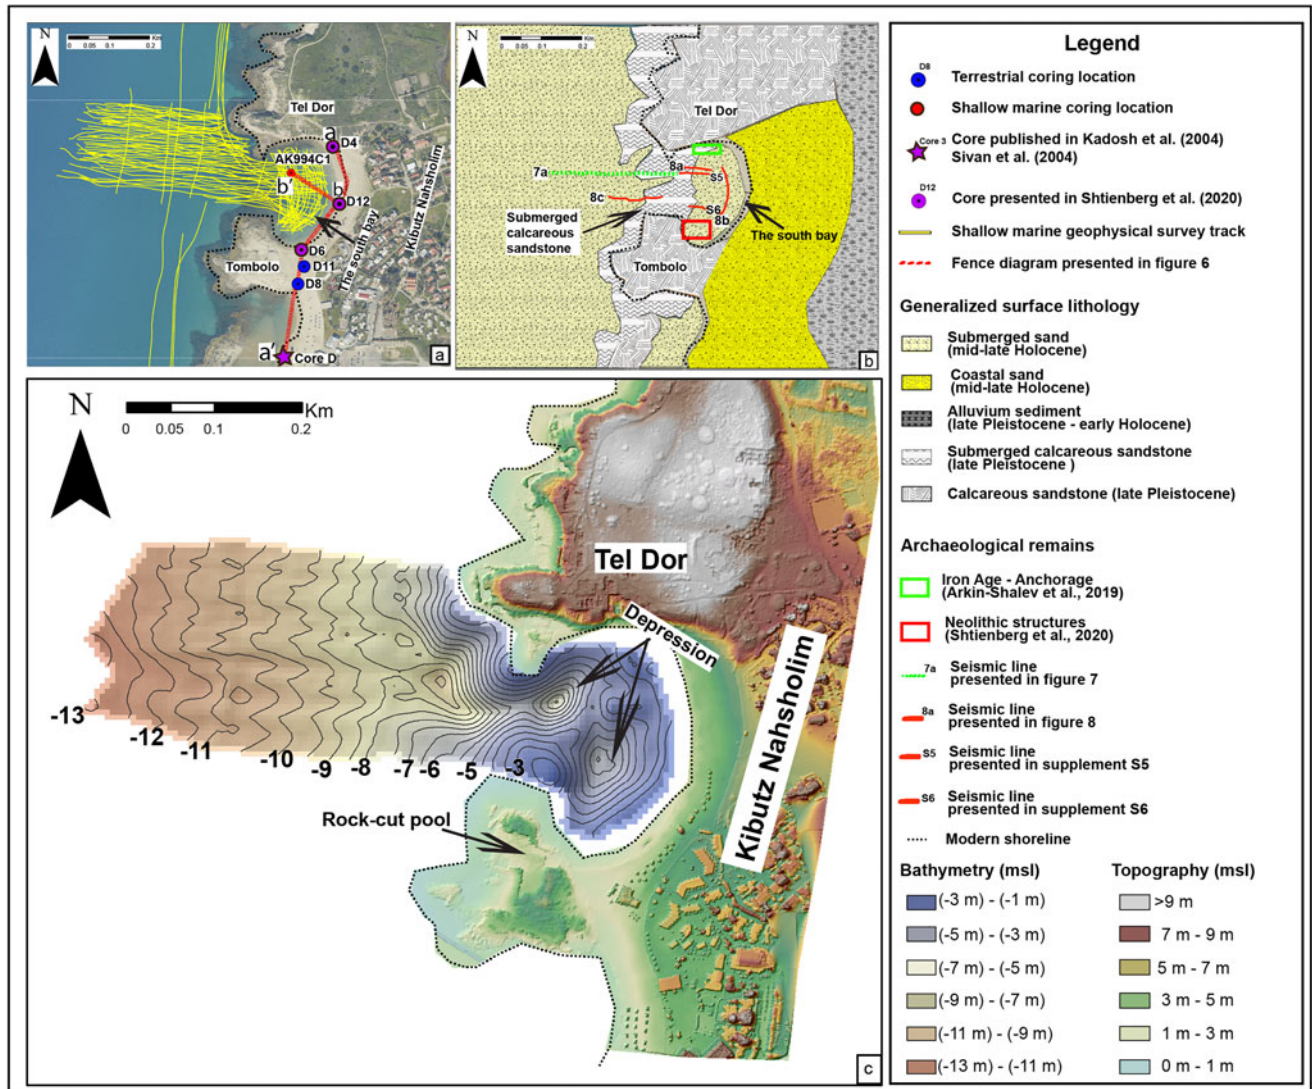 N
Km
0 0.05 0.1 0.2
Tel Dor
a
D4
AK994C1
b'
b
D12
Kibutz Nahsholim
The south bay
D6
D11
D8
Tombolo
a'
Core D
a
N
Km
0 0.05 0.1 0.2
Tel Dor
7a
8a
S5
8c
S6
8b
Submerged
calcareous
sandstone
The south bay
Tombolo
b
N
Km
0 0.05 0.1 0.2
Tel Dor
Depression
Kibutz Nahsholim
-13
-12
-11
-10
-9
-8
-7
-6
-5
-3
Rock-cut pool
c
Legend
D8 Terrestrial coring location
Shallow marine coring location
Core 3 Core published in Kadosh et al. (2004)
Sivan et al. (2004)
D12 Core presented in Shtienberg et al. (2020)
Shallow marine geophysical survey track
Fence diagram presented in figure 6
Generalized surface lithology
Submerged sand
(mid-late Holocene)
Coastal sand
(mid-late Holocene)
Alluvium sediment
(late Pleistocene - early Holocene)
Submerged calcareous sandstone
(late Pleistocene )
Calcareous sandstone (late Pleistocene)
Archaeological remains
Iron Age - Anchorage
(Arkin-Shalev et al., 2019)
Neolithic structures
(Shtienberg et al., 2020)
7a Seismic line
presented in figure 7
8a Seismic line
presented in figure 8
S5 Seismic line
presented in supplement S5
S6 Seismic line
presented in supplement S6
Modern shoreline
Bathymetry (msl)
(-3 m) - (-1 m)
(-5 m) - (-3 m)
(-7 m) - (-5 m)
(-9 m) - (-7 m)
(-11 m) - (-9 m)
(-13 m) - (-11 m)
Topography (msl)
>9 m
7 m - 9 m
5 m - 7 m
3 m - 5 m
1 m - 3 m
0 m - 1 m